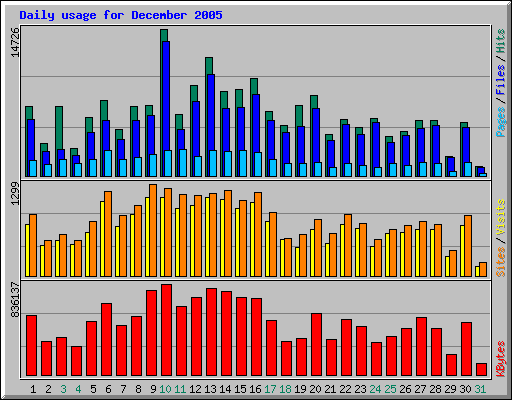 Daily usage for December 2005
14726
1299
836137
Pages / Files / Hits
Sites / Visits
KBytes
1 2 3 4 5 6 7 8 9 10 11 12 13 14 15 16 17 18 19 20 21 22 23 24 25 26 27 28 29 30 31